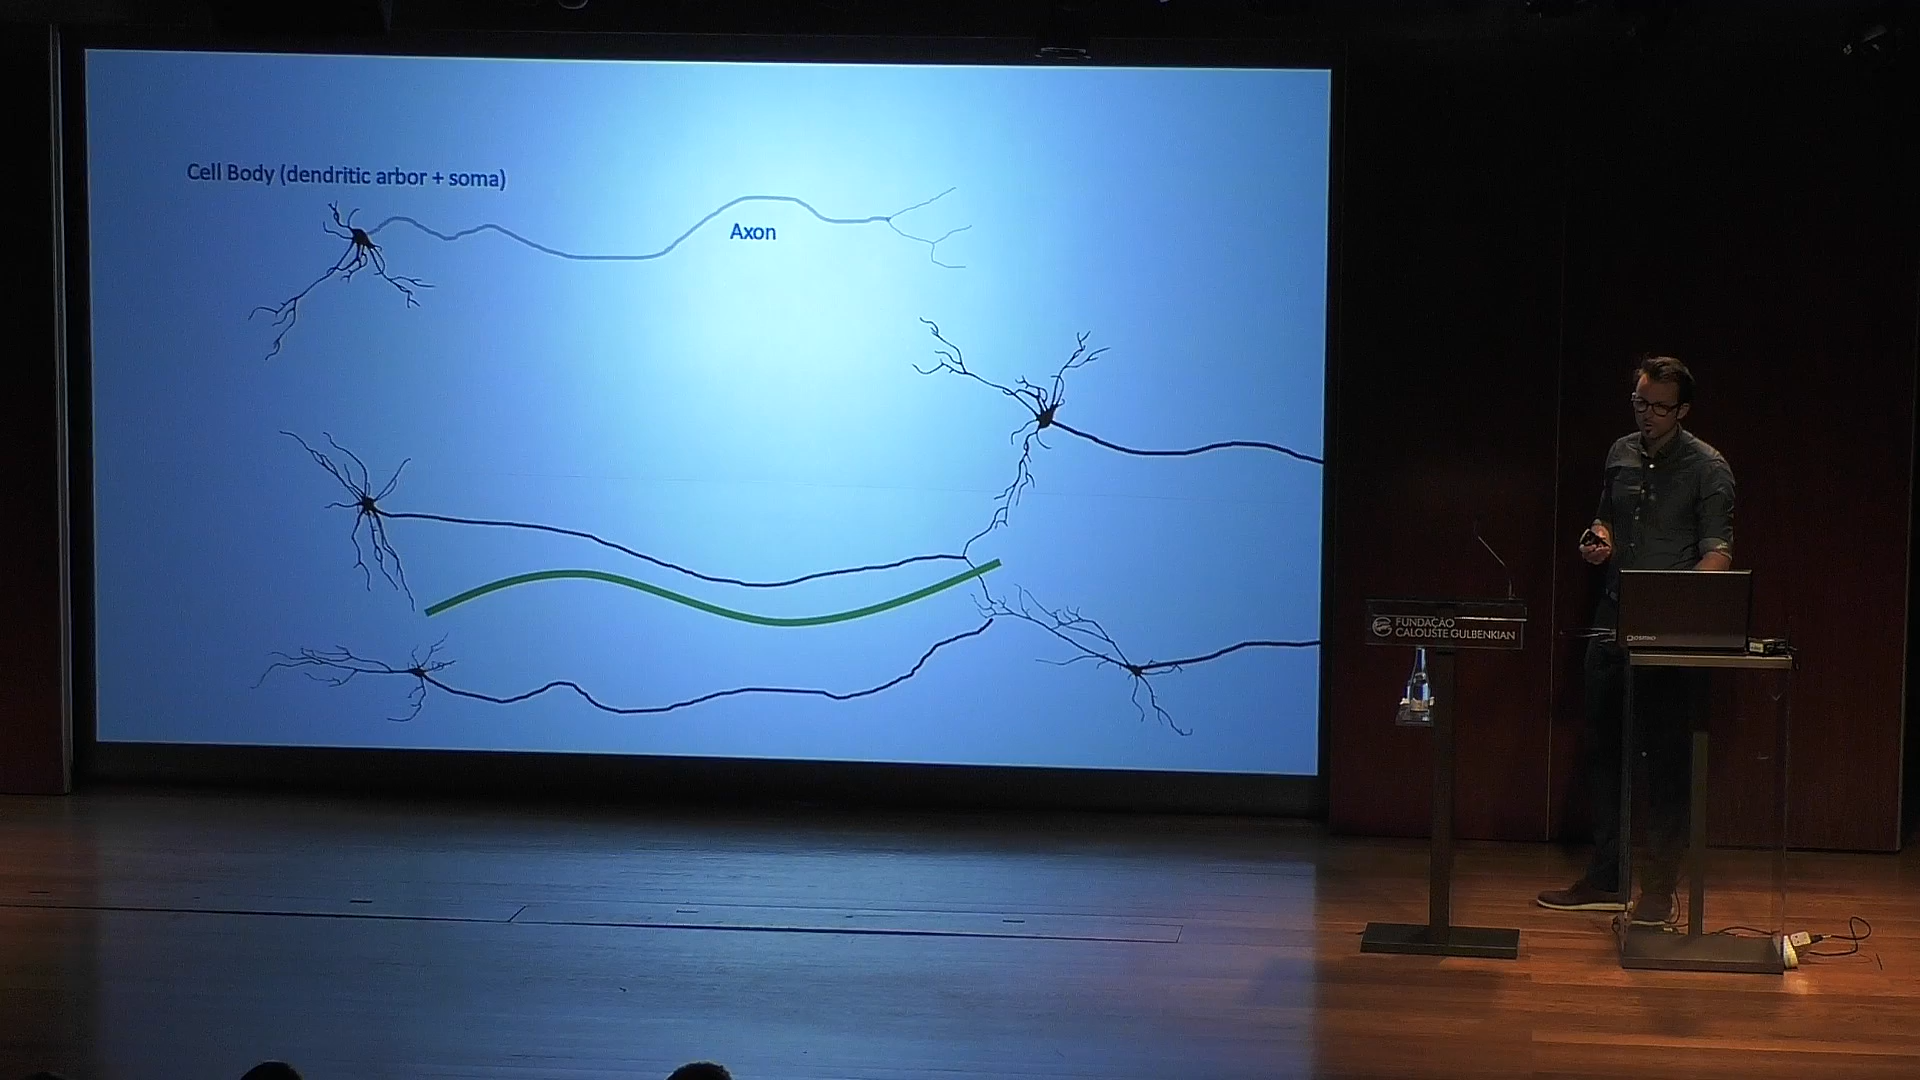 Cell Body (dendritic arbor + soma)
Axon
FUNDAÇÃO
CALOUSTE GULBENKIAN